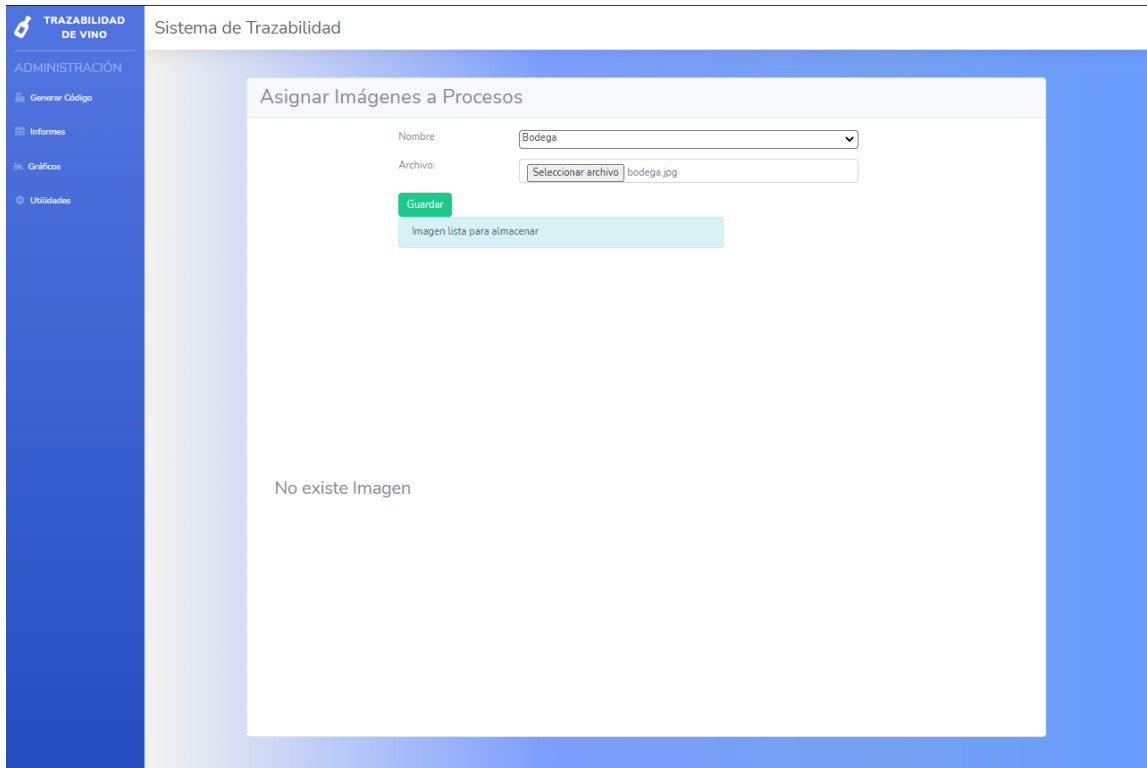 TRAZABILIDAD
DE VINO
Sistema de Trazabilidad
ADMINISTRACIÓN
Generar Código
Informes
Gráficos
Utilidades
Asignar Imágenes a Procesos
Nombre
Bodega
Archivo:
Seleccionar archivo bodega.jpg
Guardar
Imagen lista para almacenar
No existe Imagen